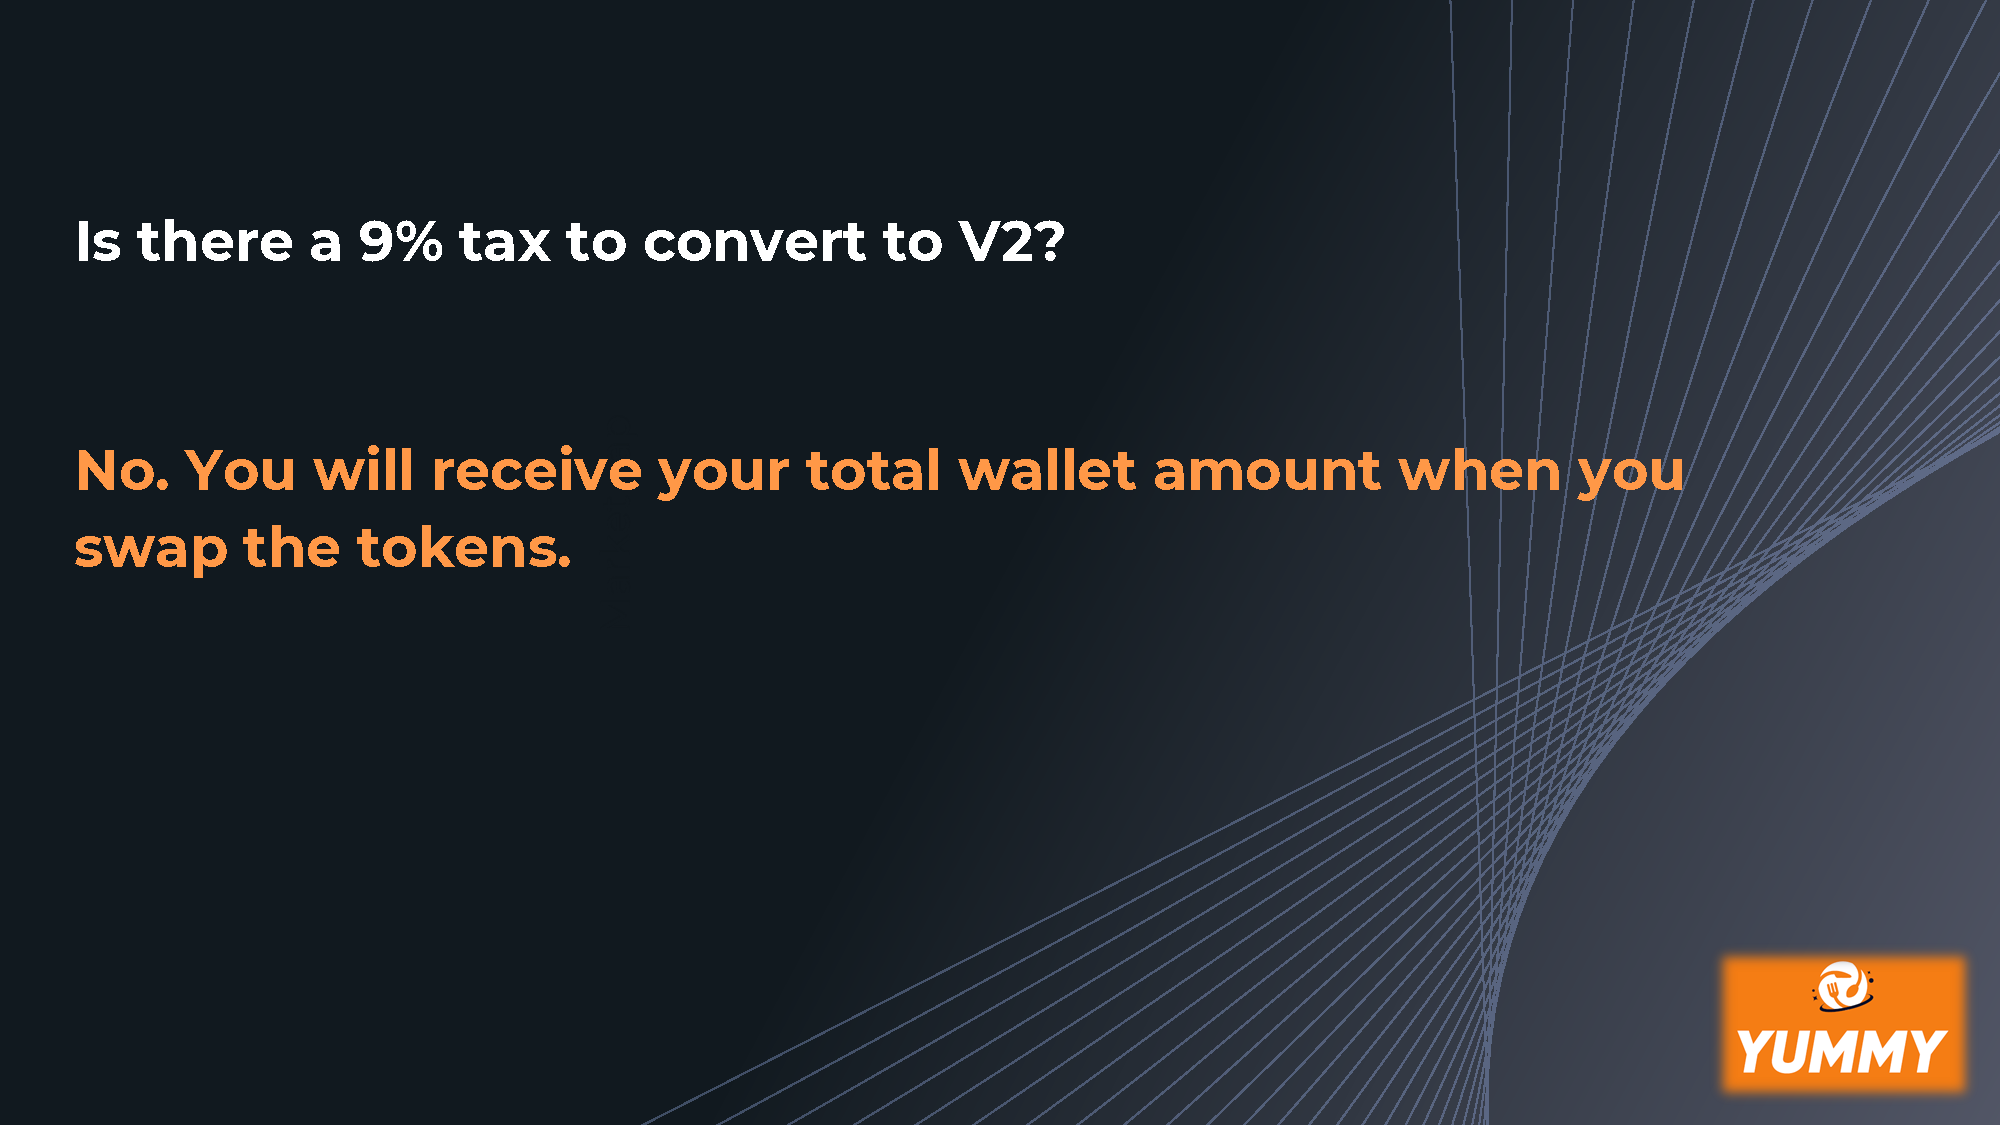 Is there a 9% tax to convert to V2?
No. You will receive your total wallet amount when you
swap the tokens.
YUMMY